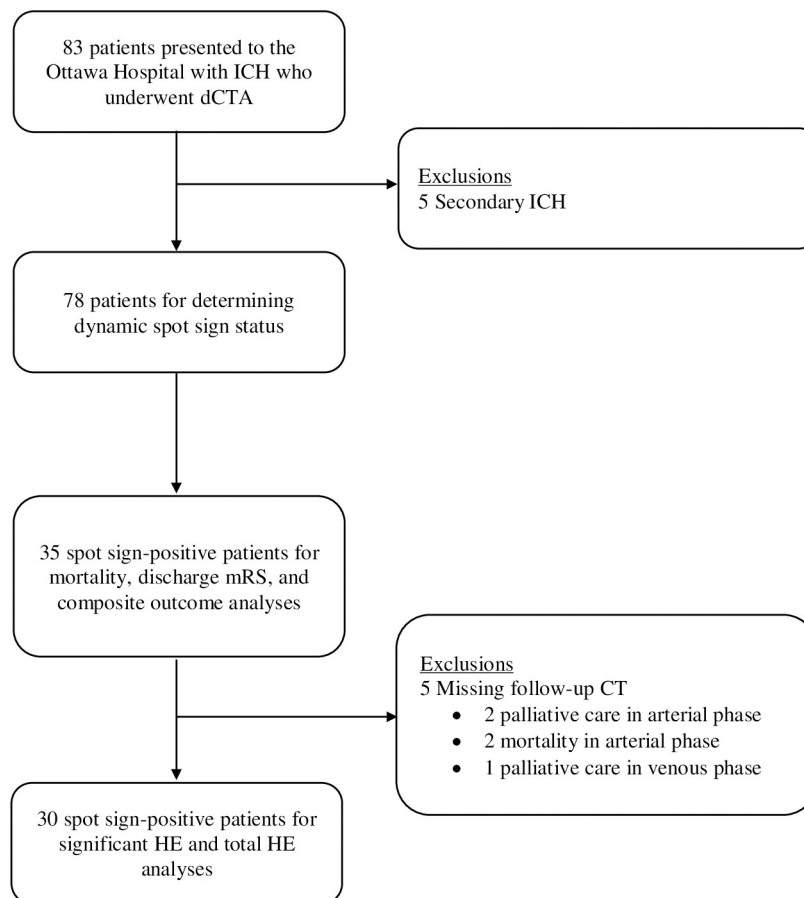 83 patients presented to the
Ottawa Hospital with ICH who
underwent dCTA
Exclusions
5 Secondary ICH
78 patients for determining
dynamic spot sign status
35 spot sign-positive patients for
mortality, discharge mRS, and
composite outcome analyses
Exclusions
5 Missing follow-up CT
• 2 palliative care in arterial phase
• 2 mortality in arterial phase
• 1 palliative care in venous phase
30 spot sign-positive patients for
significant HE and total HE
analyses